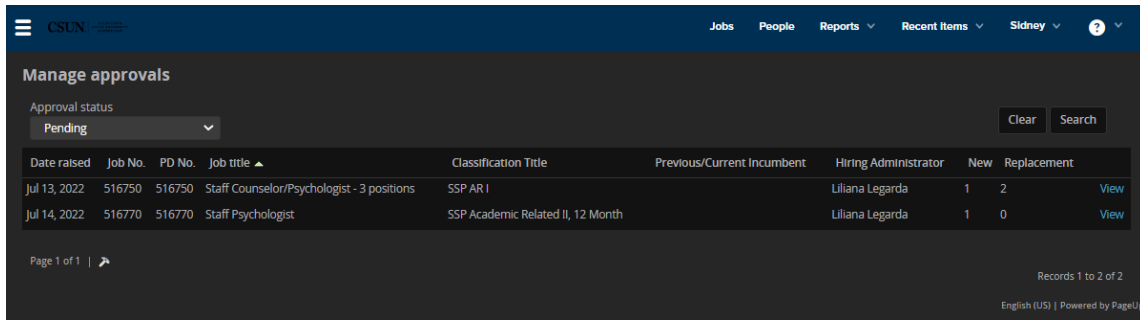 CSUN
Jobs People Reports Recent Items Sidney ?
Manage approvals
Approval status
Pending
Clear Search
Date raised Job No. PD No. Job title Classification Title Previous/Current Incumbent Hiring Administrator New Replacement
Jul 13, 2022 516750 516750 Staff Counselor/Psychologist - 3 positions SSP AR I Liliana Legarda 1 2 View
Jul 14, 2022 516770 516770 Staff Psychologist SSP Academic Related II, 12 Month Liliana Legarda 1 0 View
Page 1 of 1 |
Records 1 to 2 of 2
English (US) | Powered by PageU